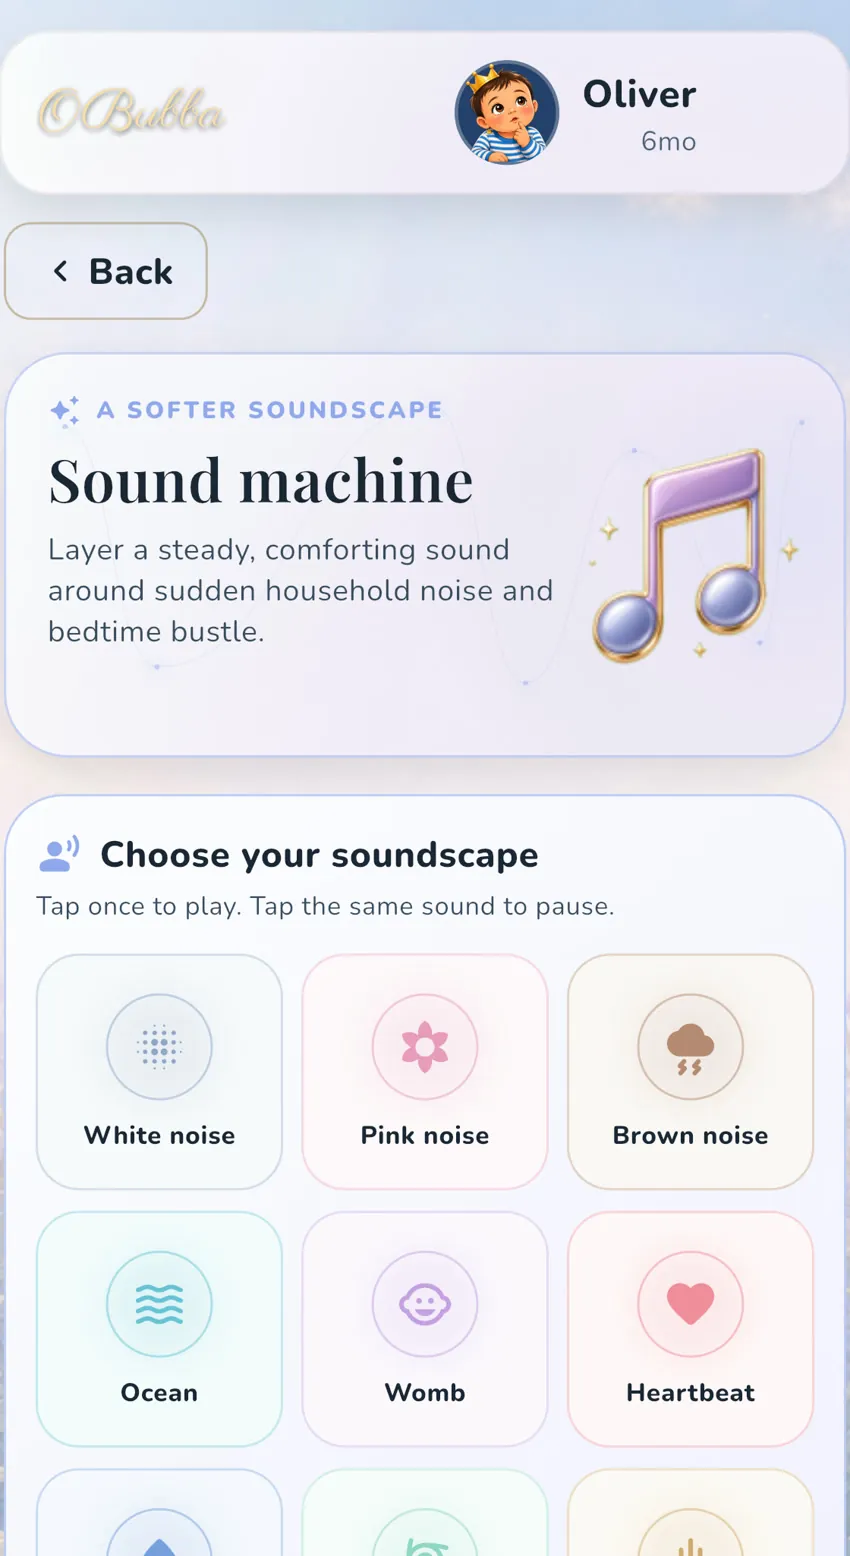 OBubba
Oliver
6mo
Back
A SOFTER SOUNDSCAPE
Sound machine
Layer a steady, comforting sound
around sudden household noise and
bedtime bustle.
Choose your soundscape
Tap once to play. Tap the same sound to pause.
White noise
Pink noise
Brown noise
Ocean
Womb
Heartbeat